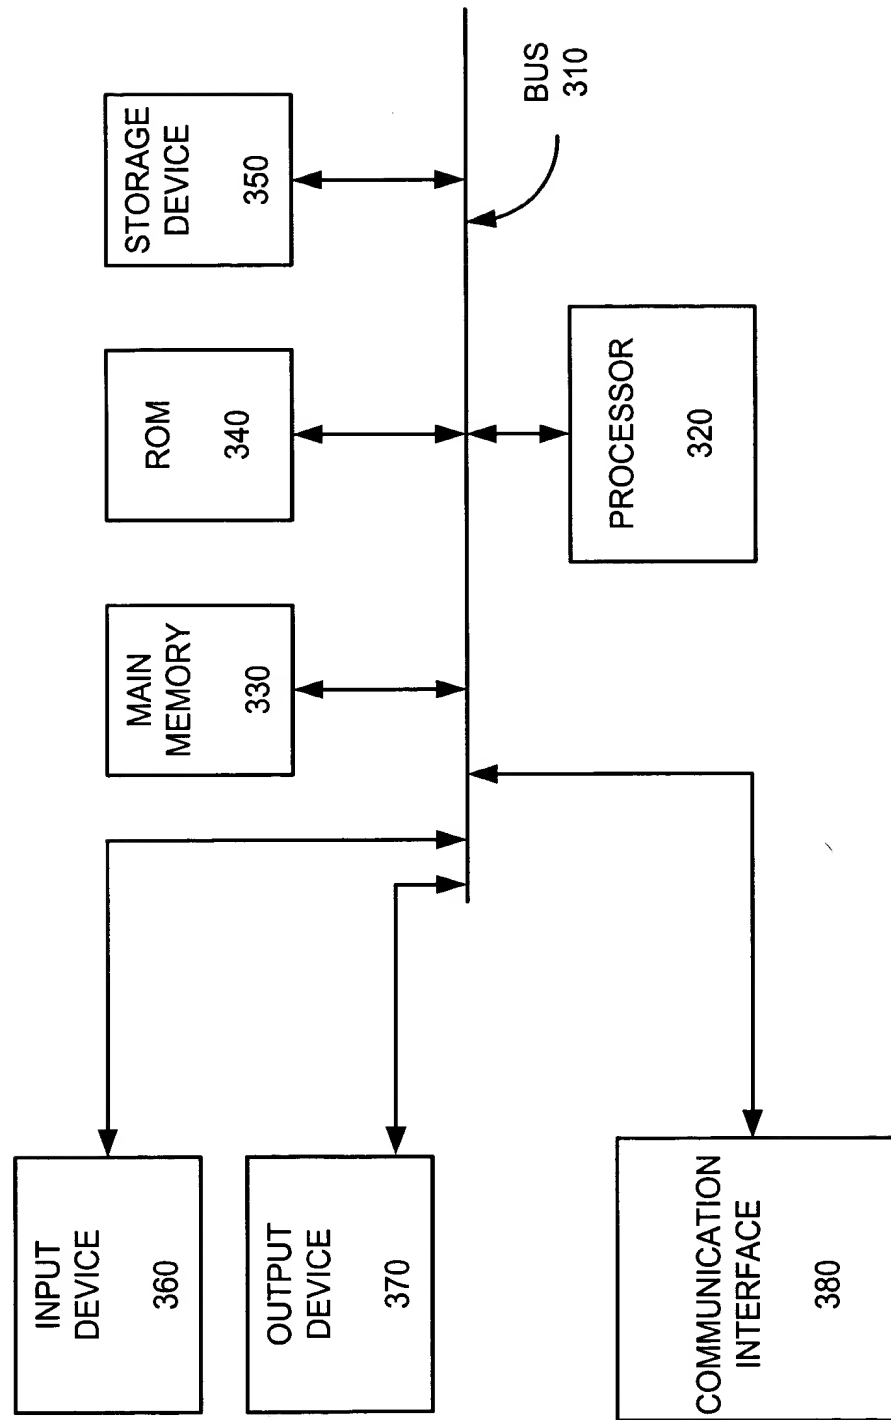 INPUT
DEVICE
360
OUTPUT
DEVICE
370
COMMUNICATION
INTERFACE
380
MAIN
MEMORY
330
ROM
340
STORAGE
DEVICE
350
PROCESSOR
320
BUS
310